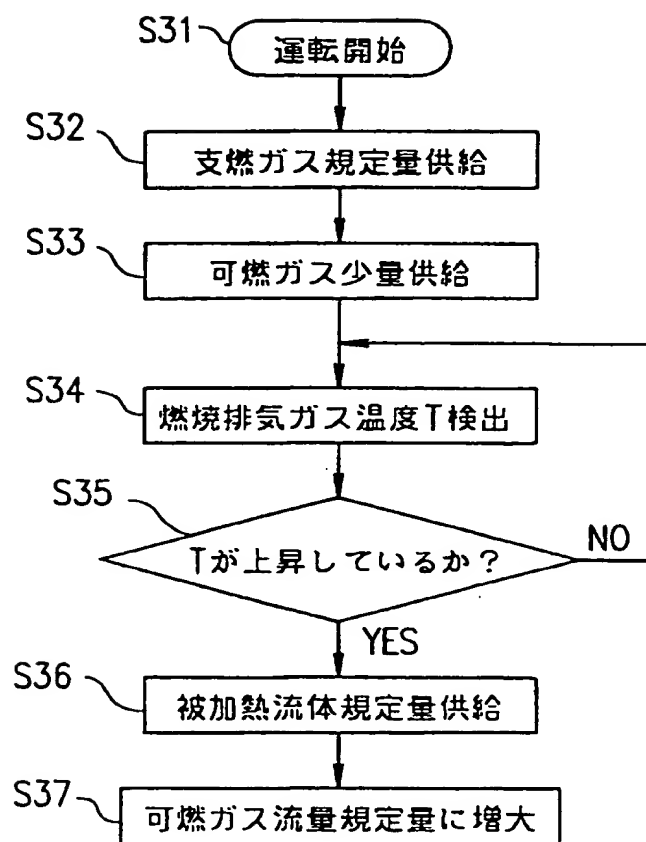 S31
運転開始
S32
支燃ガス規定量供給
S33
可燃ガス少量供給
S34
燃焼排気ガス温度T検出
S35
Tが上昇しているか？
NO
YES
S36
被加熱流体規定量供給
S37
可燃ガス流量規定量に増大